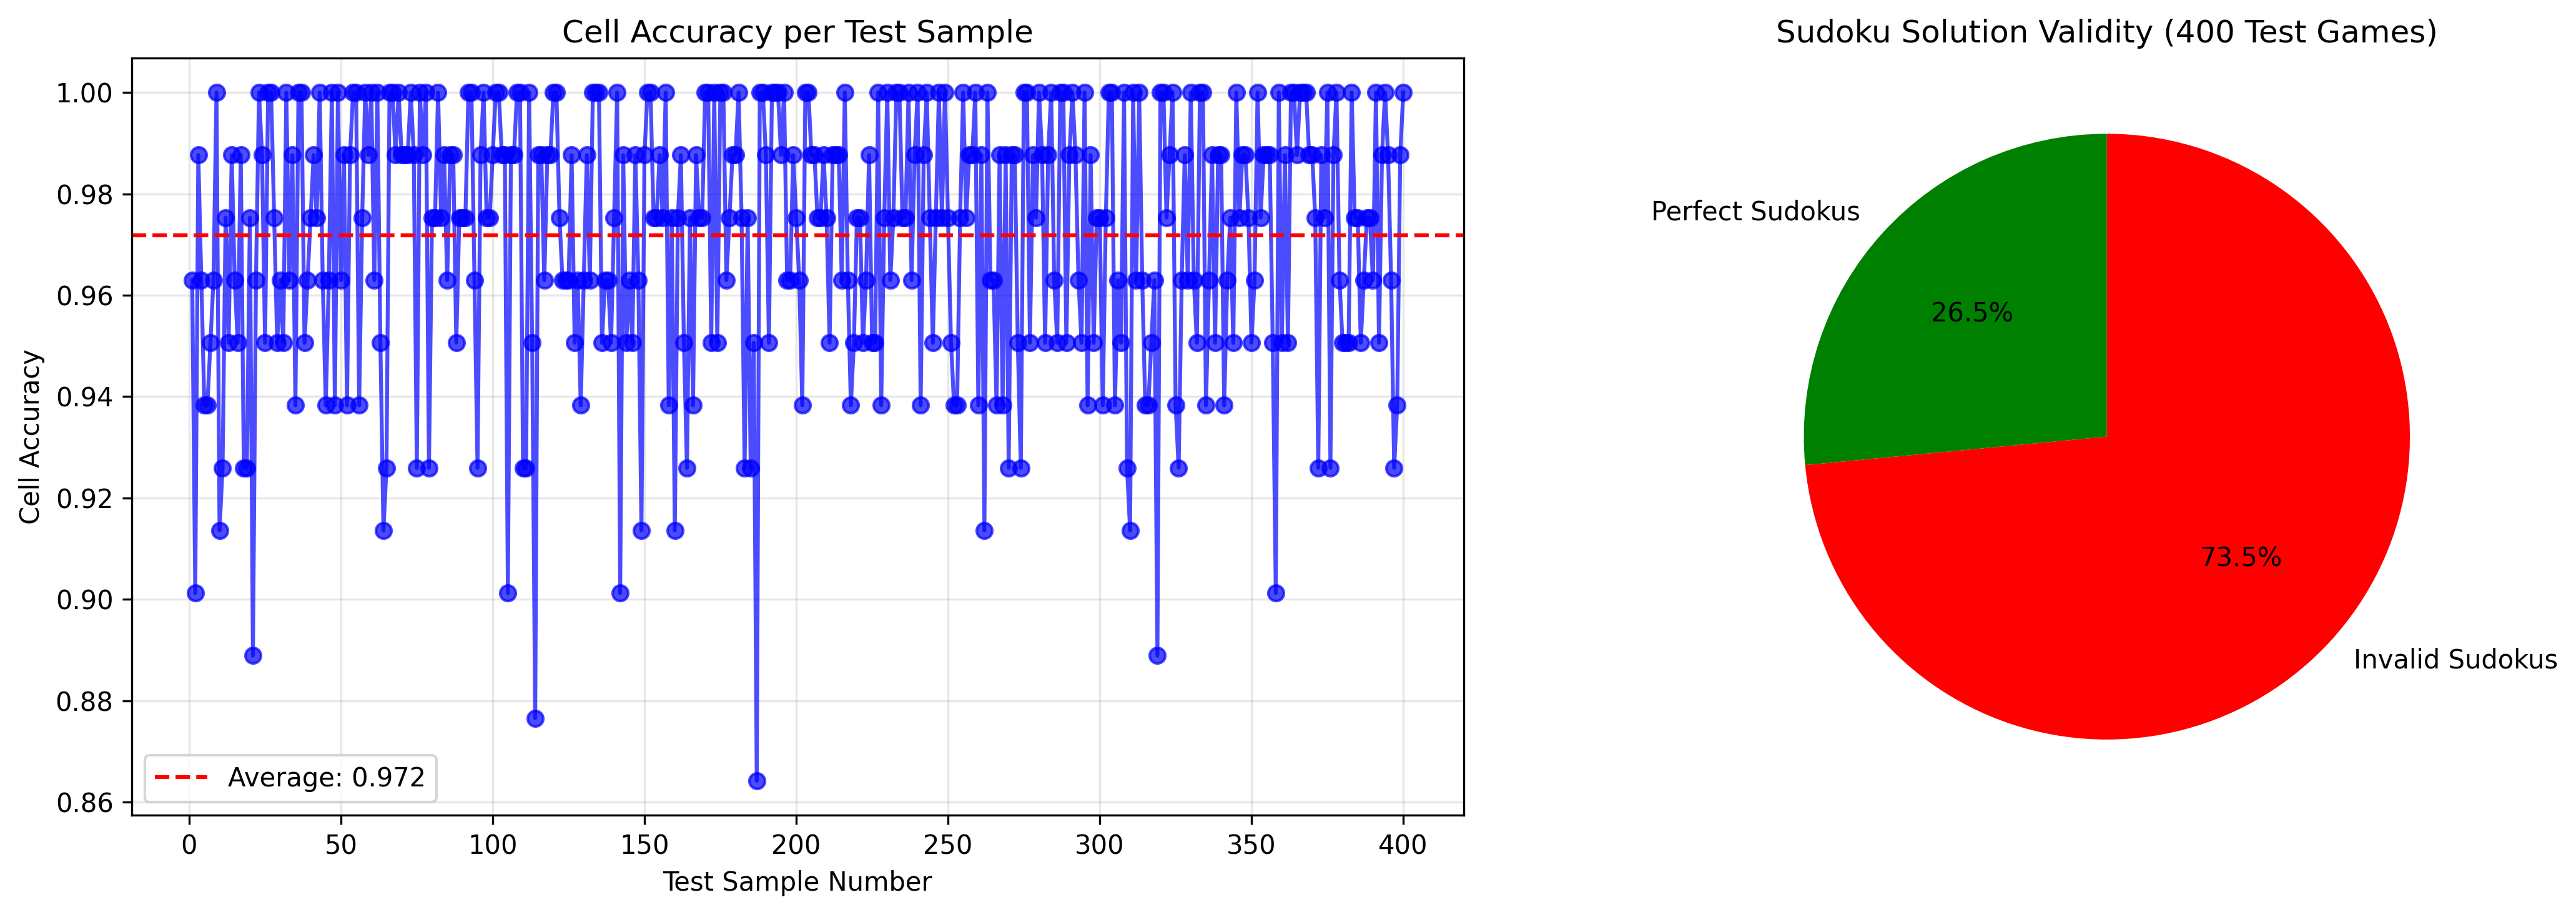 Cell Accuracy per Test Sample
Cell Accuracy
1.00
0.98
0.96
0.94
0.92
0.90
0.88
0.86
Average: 0.972
0 50 100 150 200 250 300 350 400
Test Sample Number
Sudoku Solution Validity (400 Test Games)
Perfect Sudokus
26.5%
73.5%
Invalid Sudokus